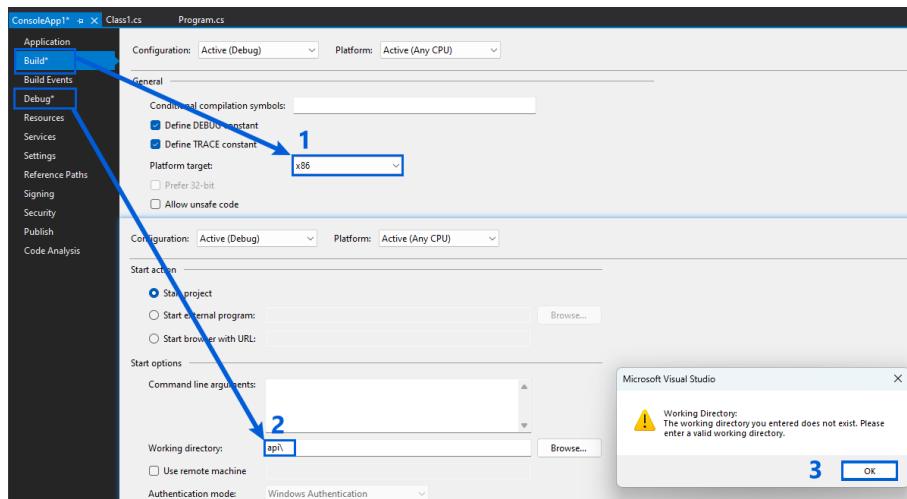 ConsoleApp1* Class1.cs Program.cs
Application
Build*
Build Events
Debug*
Resources
Services
Settings
Reference Paths
Signing
Security
Publish
Code Analysis
Configuration: Active (Debug) Platform: Active (Any CPU)
General
Conditional compilation symbols:
Define DEBUG constant
Define TRACE constant
1
Platform target: x86
Prefer 32-bit
Allow unsafe code
Configuration: Active (Debug) Platform: Active (Any CPU)
Start action
Start project
Start external program: Browse...
Start browser with URL:
Start options
Command line arguments:
2
Working directory: api\ Browse...
Use remote machine
Authentication mode: Windows Authentication
Microsoft Visual Studio
Working Directory:
The working directory you entered does not exist. Please
enter a valid working directory.
3 OK